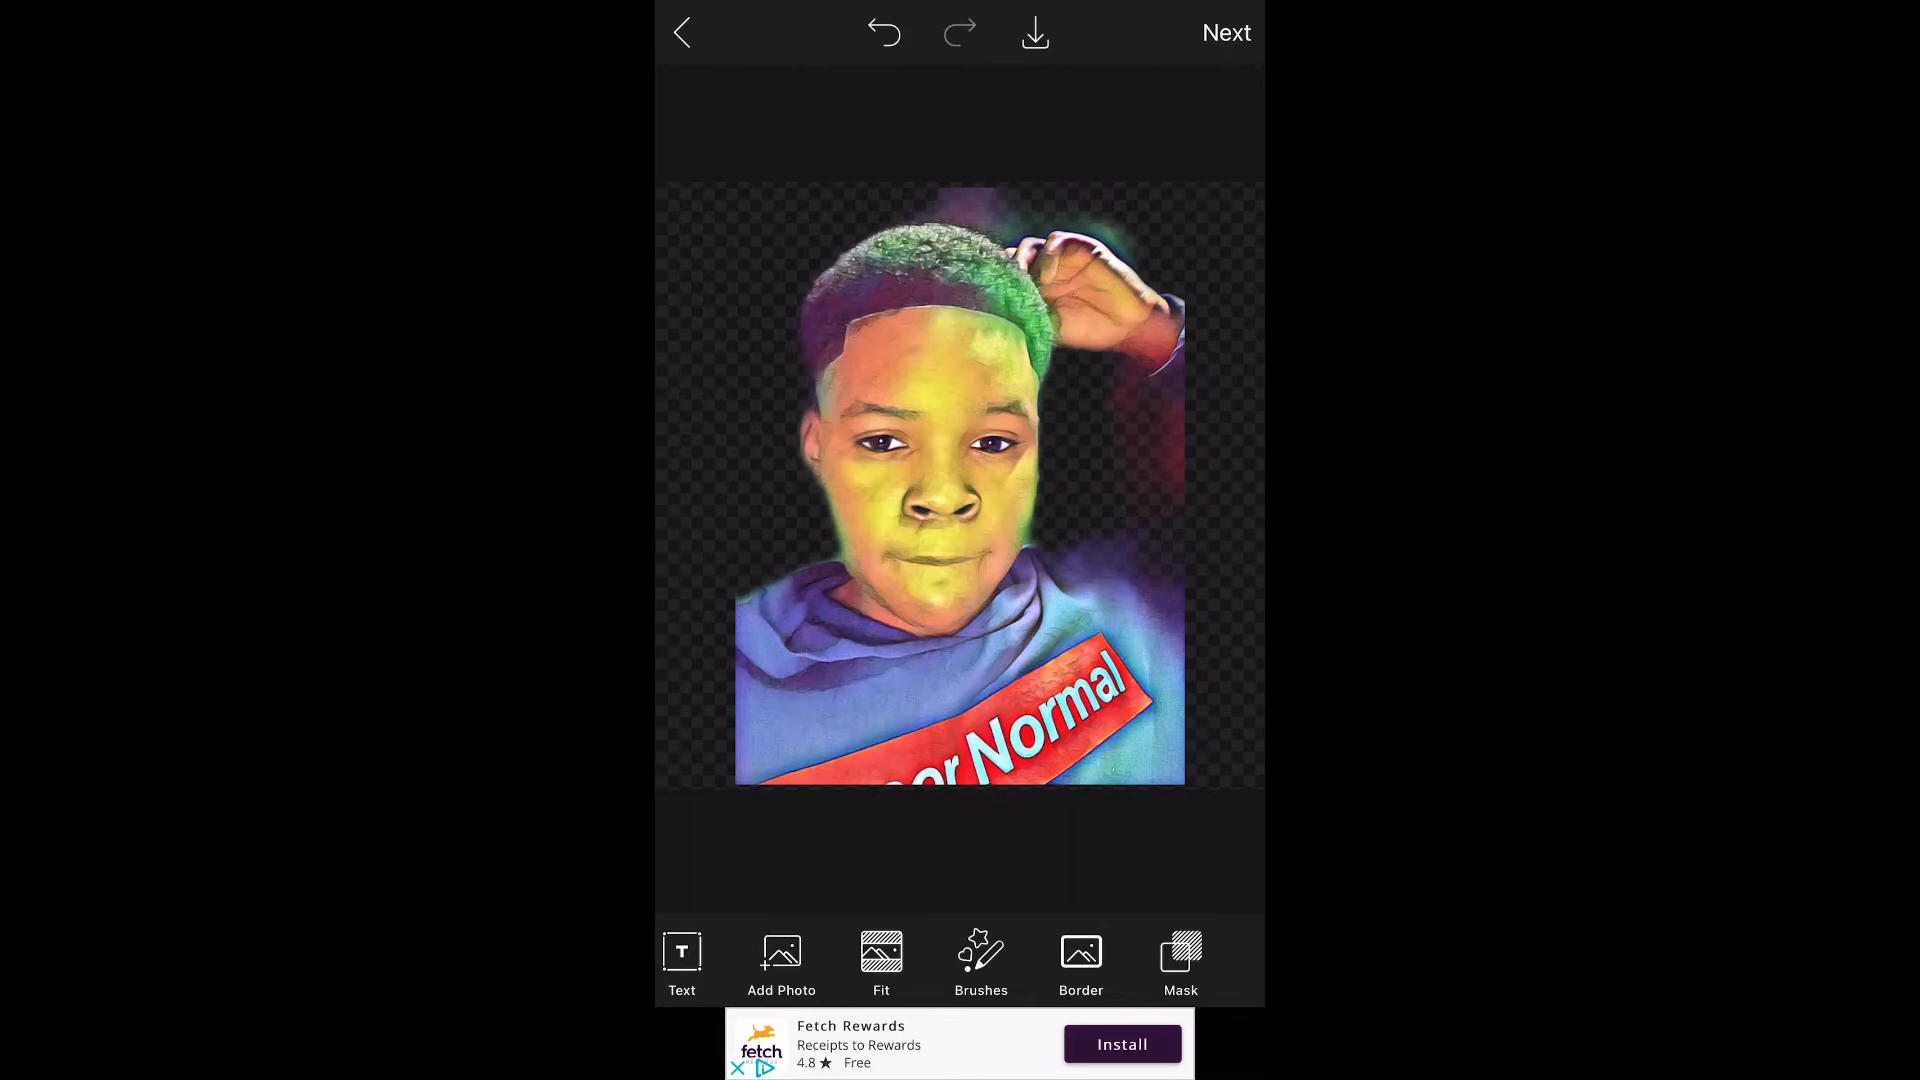 Next
or Normal
Text
Add Photo
Fit
Brushes
Border
Mask
Fetch Rewards
Receipts to Rewards
4.8 ★ Free
fetch
Install